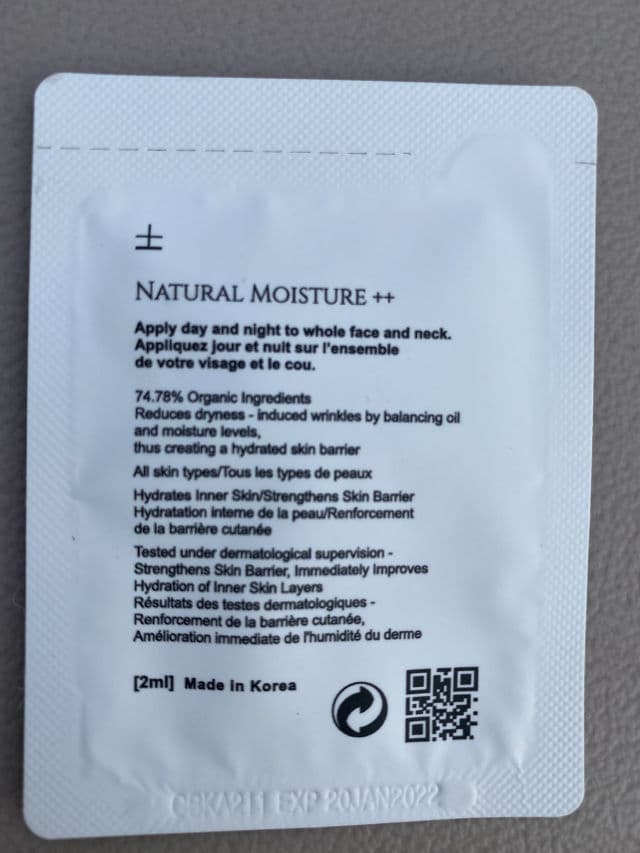 NATURAL MOISTURE ++
Apply day and night to whole face and neck.
Appliquez jour et nuit sur l'ensemble
de votre visage et le cou.
74.78% Organic Ingredients
Reduces dryness - induced wrinkles by balancing oil
and moisture levels,
thus creating a hydrated skin barrier
All skin types/Tous les types de peaux
Hydrates Inner Skin/Strengthens Skin Barrier
Hydratation interne de la peau/Renforcement
de la barrière cutanée
Tested under dermatological supervision -
Strengthens Skin Barrier, Immediately Improves
Hydration of Inner Skin Layers
Résultats des testes dermatologiques -
Renforcement de la barrière cutanée,
Amélioration immediate de l'humidité du derme
[2ml] Made in Korea
EXP 20JAN2022